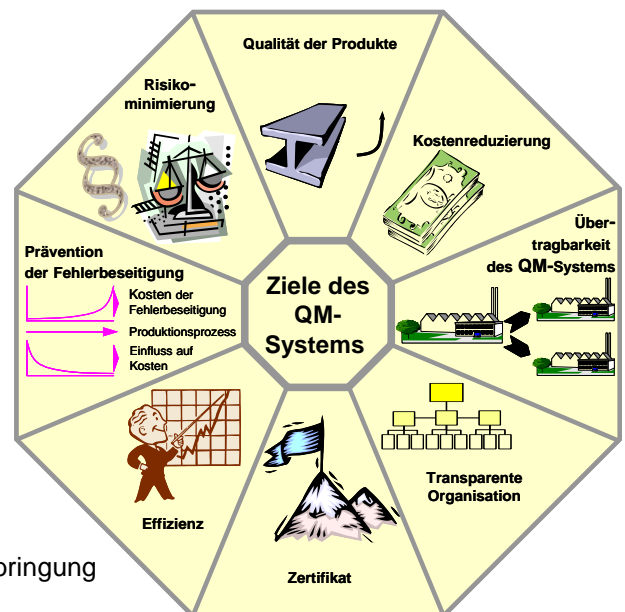 Qualität der Produkte
Risiko-
minimierung
Kostenreduzierung
Über-
tragbarkeit
des QM-Systems
Prävention
der Fehlerbeseitigung
Kosten der
Fehlerbeseitigung
Produktionsprozess
Einfluss auf
Kosten
Ziele des
QM-
Systems
Transparente
Organisation
Effizienz
Zertifikat